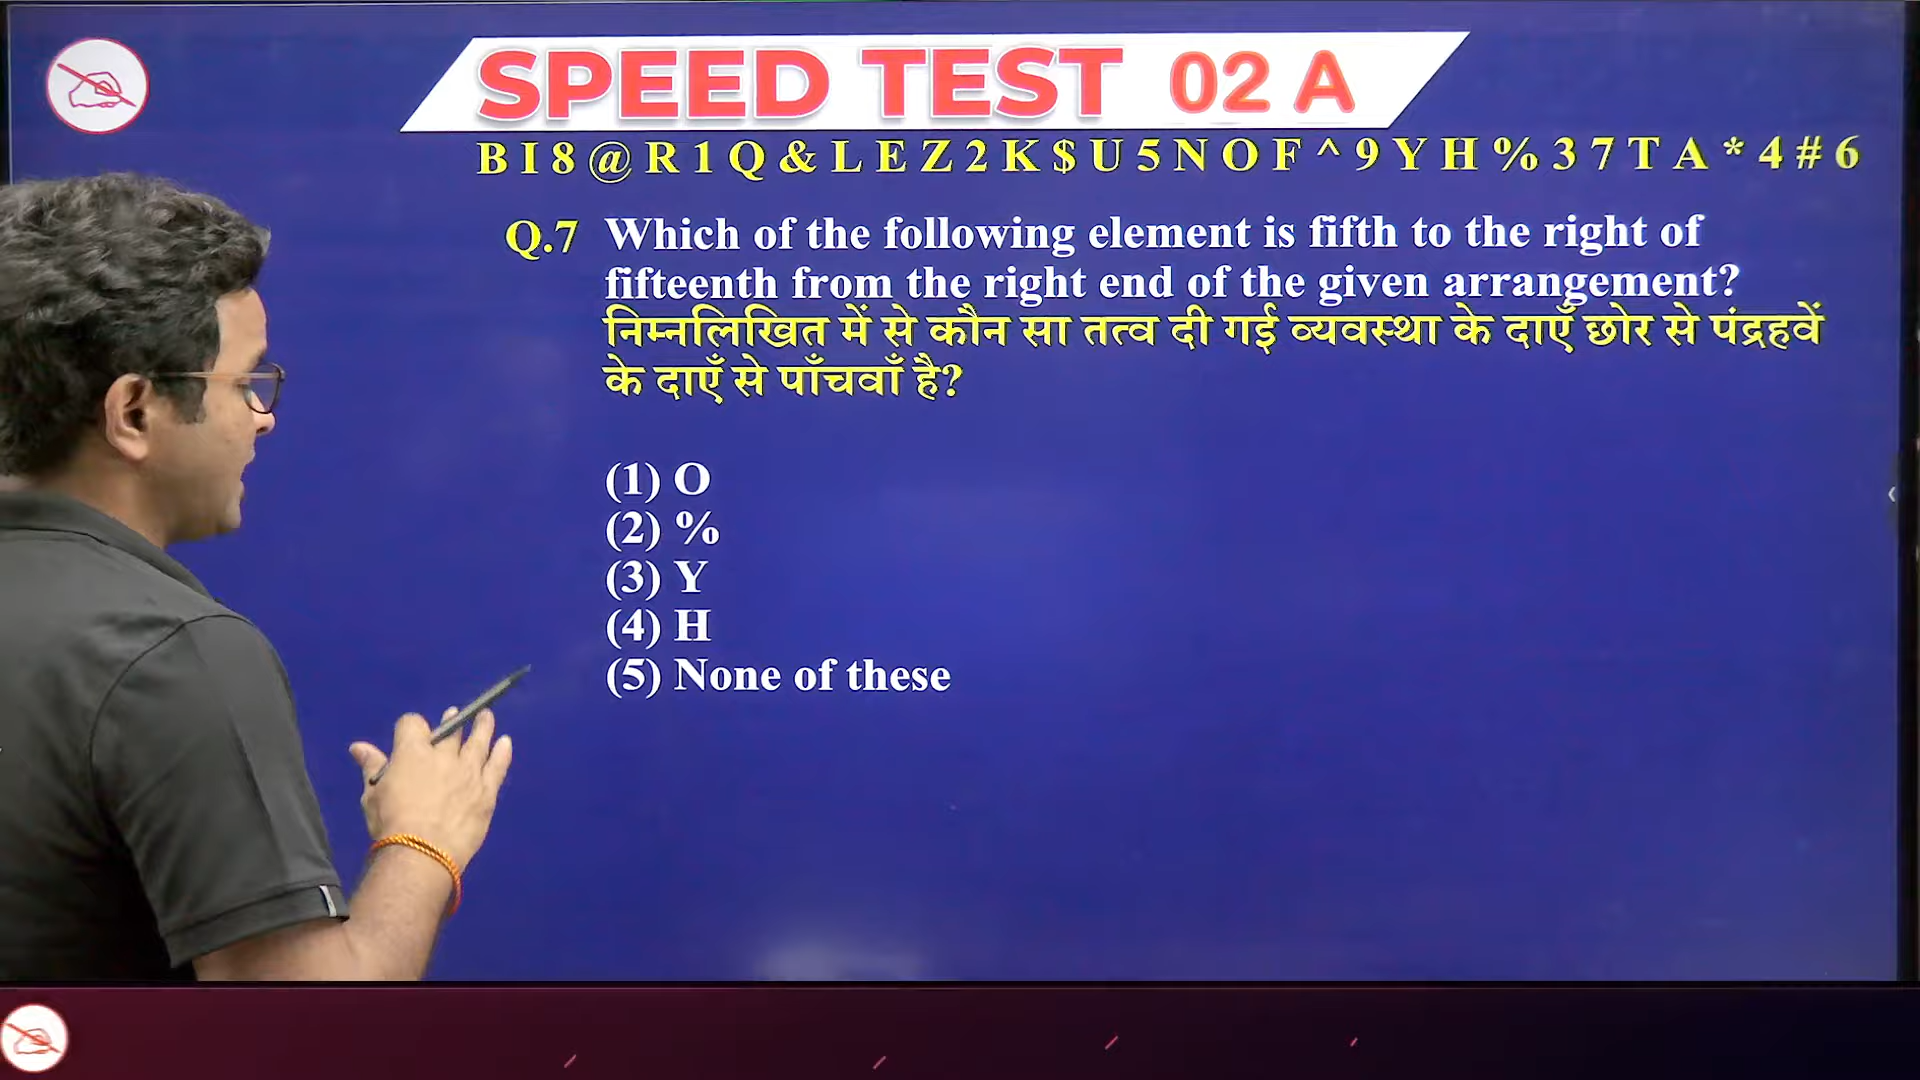 SPEED TEST 02 A
B I 8 @ R 1 Q & L E Z 2 K $ U 5 N O F ^ 9 Y H % 3 7 T A * 4 # 6
Q.7 Which of the following element is fifth to the right of
fifteenth from the right end of the given arrangement?
निम्नलिखित में से कौन सा तत्व दी गई व्यवस्था के दाएँ छोर से पंद्रहवें
के दाएँ से पाँचवाँ है?
(1) O
(2) %
(3) Y
(4) H
(5) None of these